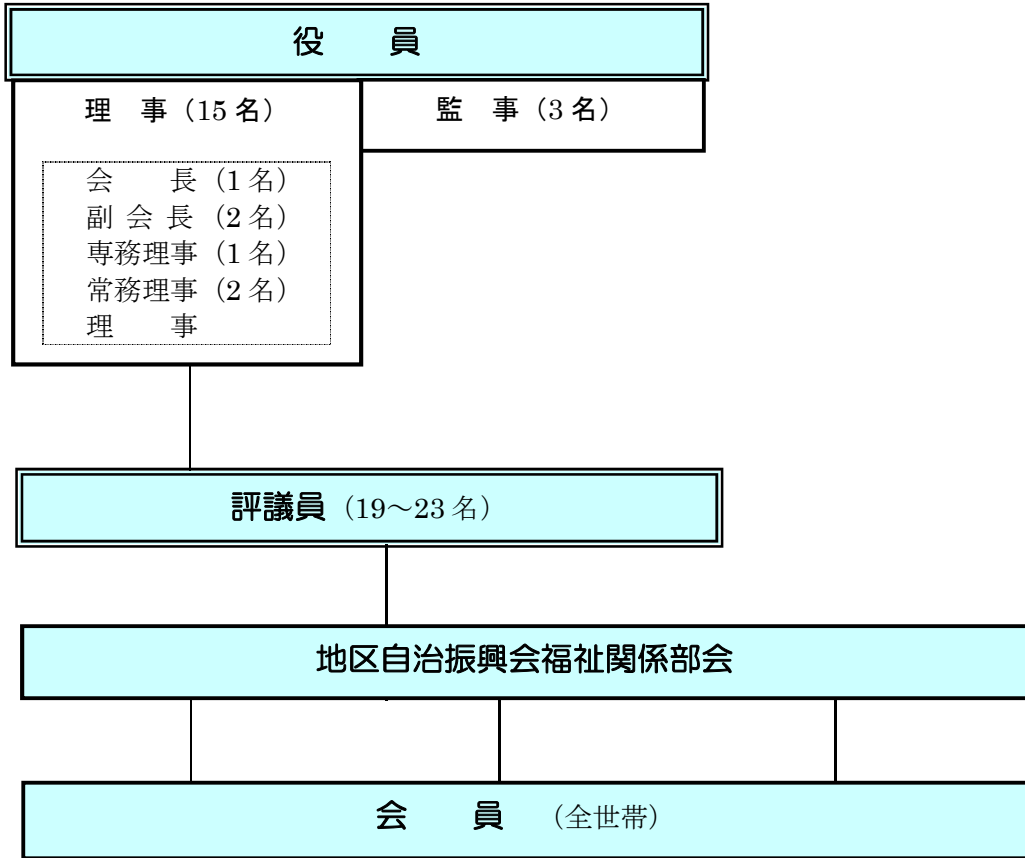 役　員
理　事（15名）　監　事（3名）
会　　長（1名）
副会長（2名）
専務理事（1名）
常務理事（2名）
理　　事
評議員（19～23名）
地区自治振興会福祉関係部会
会　員　（全世帯）